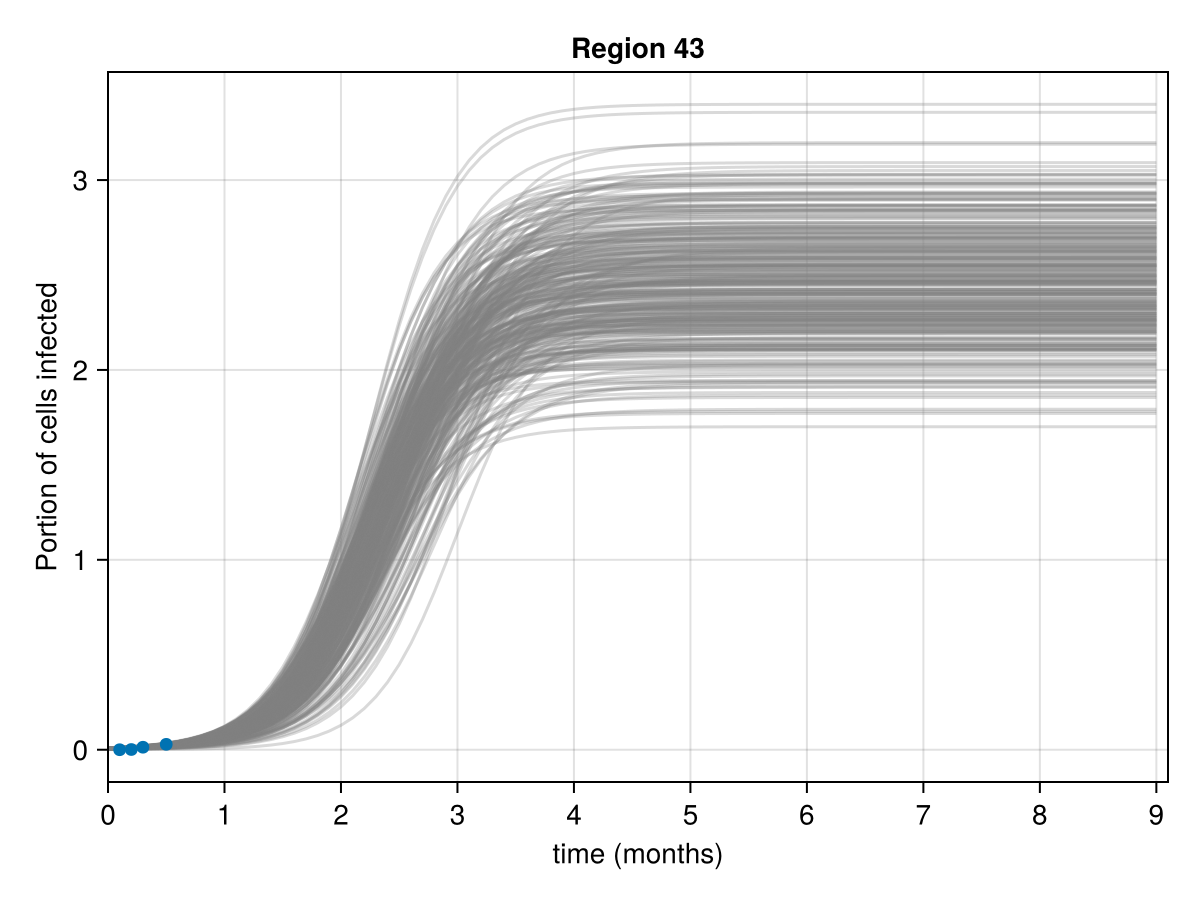 Region 43
Portion of cells infected
3
2
1
0
0 1 2 3 4 5 6 7 8 9
time (months)